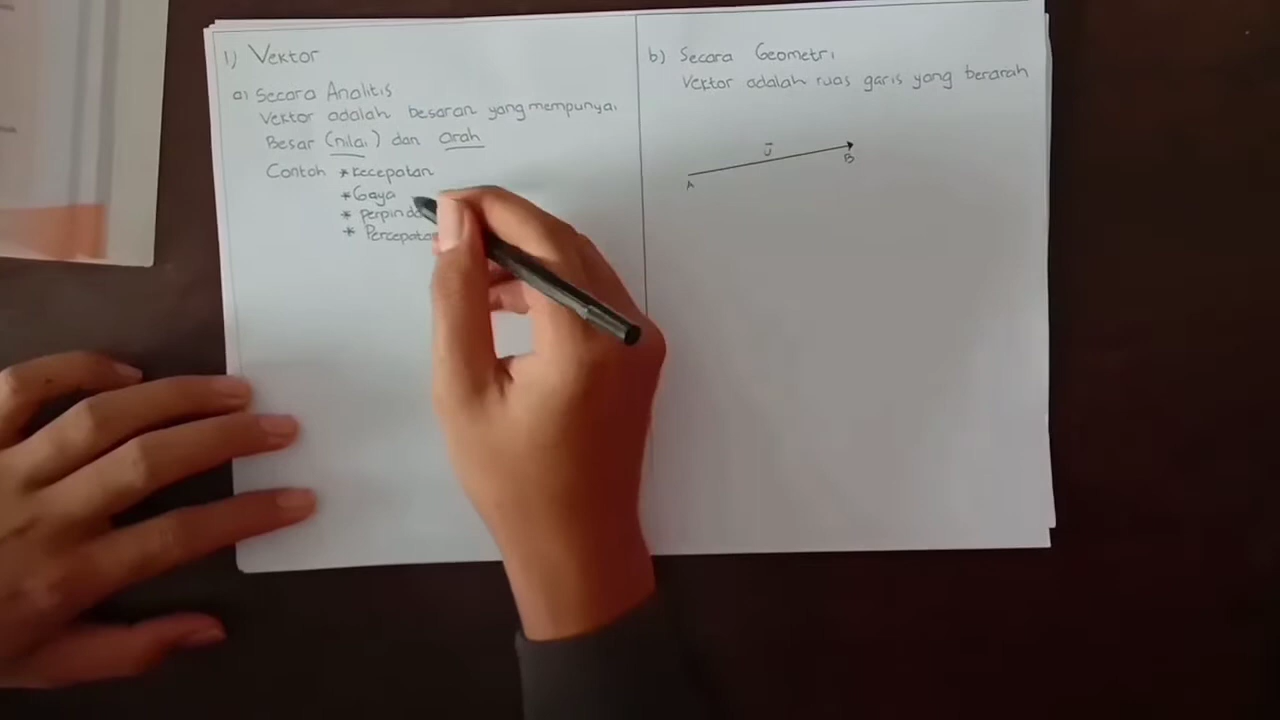 1) Vektor
a) Secara Analitis
Vektor adalah besaran yang mempunyai
Besar (nilai) dan arah
Contoh * Kecepatan
* Gaya
* Percepatan
b) Secara Geometri
Vektor adalah ruas garis yang berarah
A
B